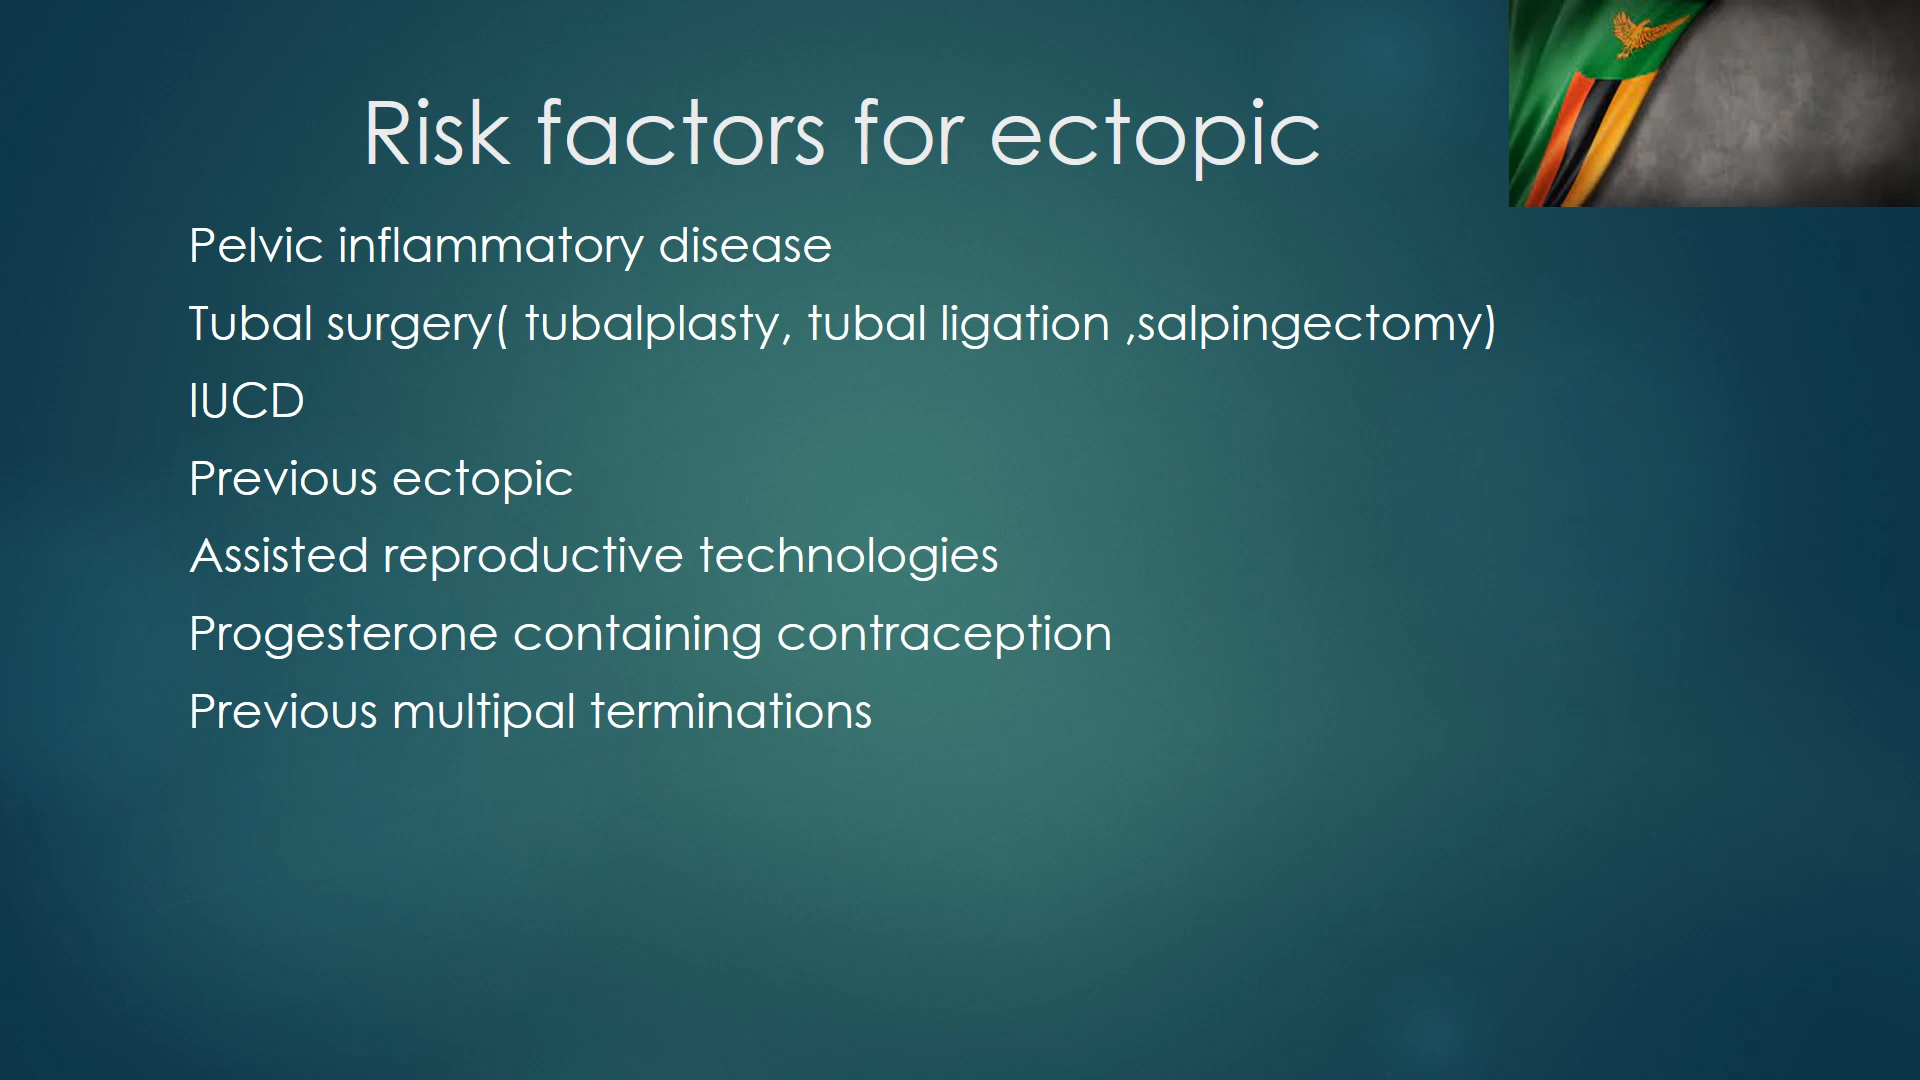 Risk factors for ectopic
Pelvic inflammatory disease
Tubal surgery( tubalplasty, tubal ligation ,salpingectomy)
IUCD
Previous ectopic
Assisted reproductive technologies
Progesterone containing contraception
Previous multipal terminations